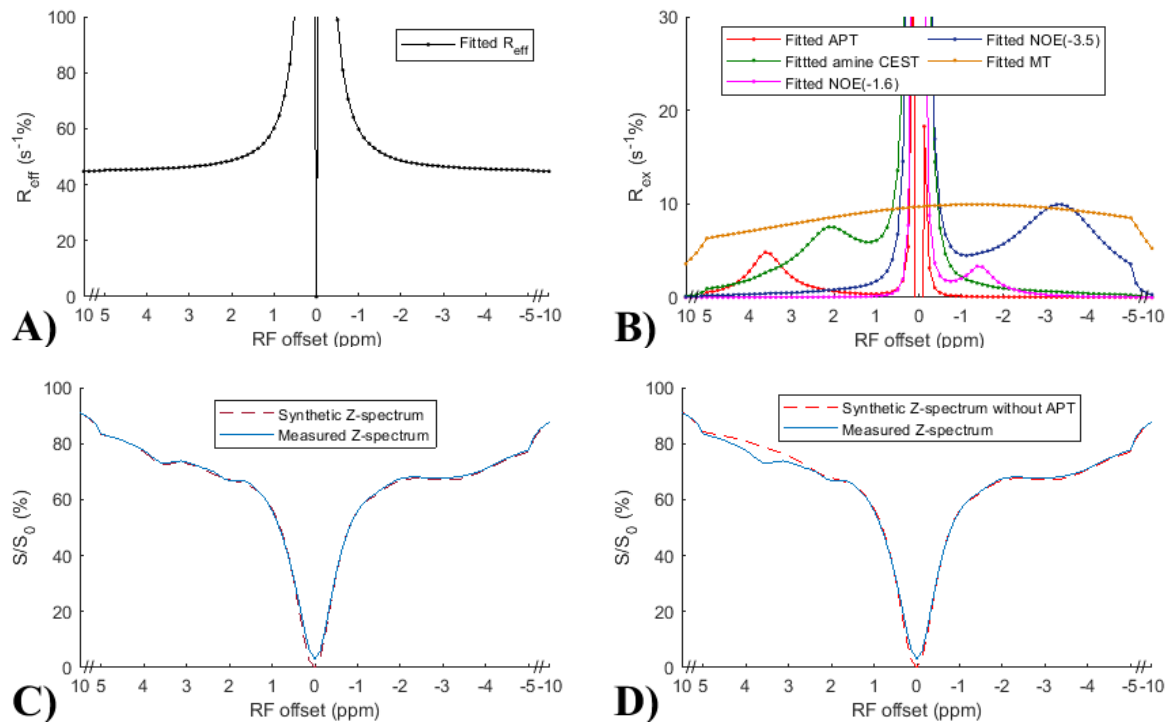 100
80
60
40
20
0
R_eff (s⁻¹%)
Fitted R_eff
10 5 4 3 2 1 0 -1 -2 -3 -4 -5 -10
RF offset (ppm)
A)
30
20
10
0
R_ex (s⁻¹%)
Fitted APT
Fittted amine CEST
Fitted NOE(-1.6)
Fitted NOE(-3.5)
Fitted MT
10 5 4 3 2 1 0 -1 -2 -3 -4 -5 -10
RF offset (ppm)
B)
100
80
60
40
20
0
S/S_0 (%)
Synthetic Z-spectrum
Measured Z-spectrum
10 5 4 3 2 1 0 -1 -2 -3 -4 -5 -10
RF offset (ppm)
C)
100
80
60
40
20
0
S/S_0 (%)
Synthetic Z-spectrum without APT
Measured Z-spectrum
10 5 4 3 2 1 0 -1 -2 -3 -4 -5 -10
RF offset (ppm)
D)